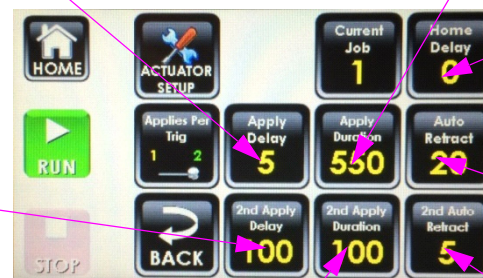 HOME
ACTUATOR
SETUP
Current
Job
1
Home
Delay
RUN
Applies Per
Trig
1 2
Apply
Delay
5
Apply
Duration
550
Auto
Retract
20
STOP
BACK
2nd Apply
Delay
100
2nd Apply
Duration
100
2nd Auto
Retract
5